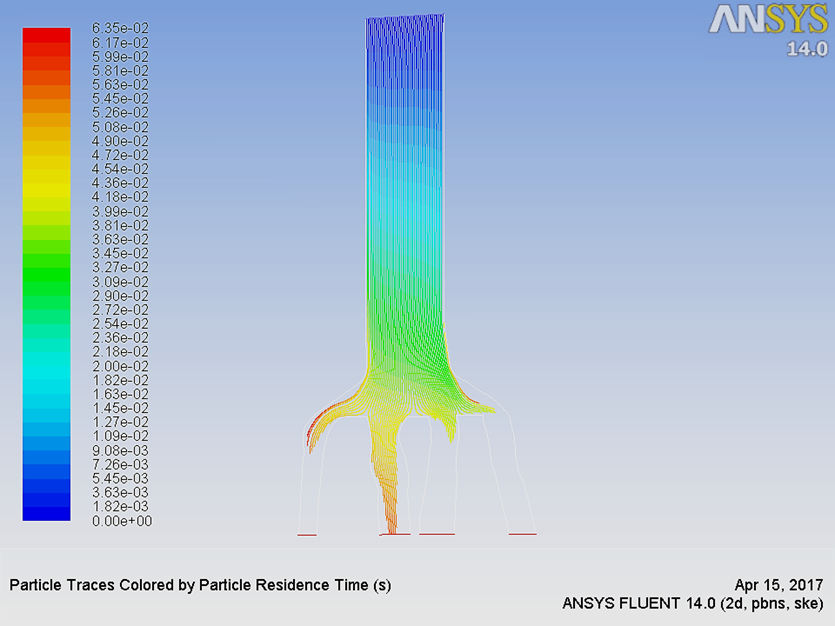 ANSYS
14.0
6.35e-02
6.17e-02
5.99e-02
5.81e-02
5.63e-02
5.45e-02
5.26e-02
5.08e-02
4.90e-02
4.72e-02
4.54e-02
4.36e-02
4.18e-02
3.99e-02
3.81e-02
3.63e-02
3.45e-02
3.27e-02
3.09e-02
2.90e-02
2.72e-02
2.54e-02
2.36e-02
2.18e-02
2.00e-02
1.82e-02
1.63e-02
1.45e-02
1.27e-02
1.09e-02
9.08e-03
7.26e-03
5.45e-03
3.63e-03
1.82e-03
0.00e+00
Particle Traces Colored by Particle Residence Time (s)
Apr 15, 2017
ANSYS FLUENT 14.0 (2d, pbns, ske)